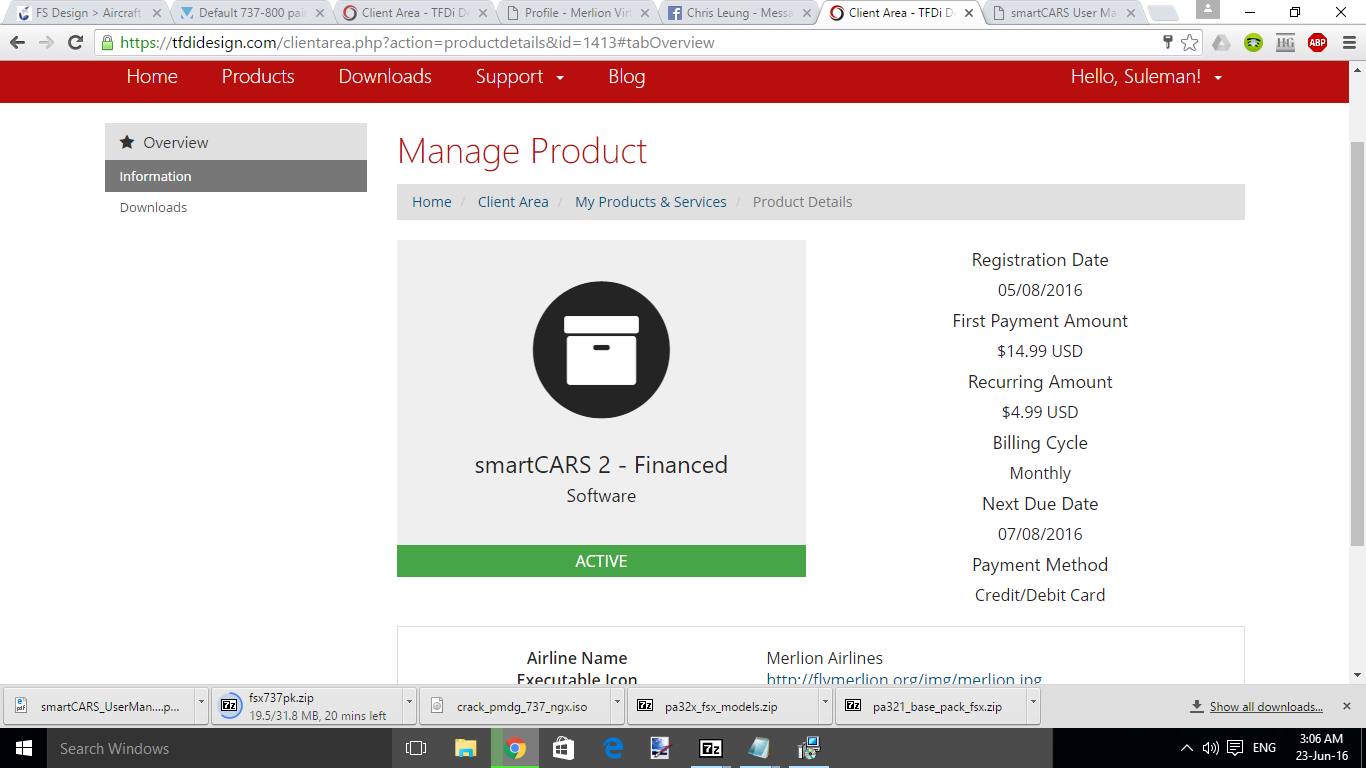 FS Design > Aircraft
Default 737-800 pai
Client Area - TFDi D
Profile - Merlion Virt
Chris Leung - Messa
Client Area - TFDi D
smartCARS User Ma
https://tfdidesign.com/clientarea.php?action=productdetails&id=1413#tabOverview
HG
ABP
Home Products Downloads Support Blog Hello, Suleman!
Overview
Information
Downloads
Manage Product
Home / Client Area / My Products & Services / Product Details
smartCARS 2 - Financed
Software
ACTIVE
Registration Date
05/08/2016
First Payment Amount
$14.99 USD
Recurring Amount
$4.99 USD
Billing Cycle
Monthly
Next Due Date
07/08/2016
Payment Method
Credit/Debit Card
Airline Name Merlion Airlines
Executable Icon http://flymerlion.org/img/merlion.jpg
pdf
smartCARS_UserMan....p...
7z
fsx737pk.zip
19.5/31.8 MB, 20 mins left
crack_pmdg_737_ngx.iso
7z
pa32x_fsx_models.zip
7z
pa321_base_pack_fsx.zip
Show all downloads...
Search Windows
7z
ENG
3:06 AM
23-Jun-16